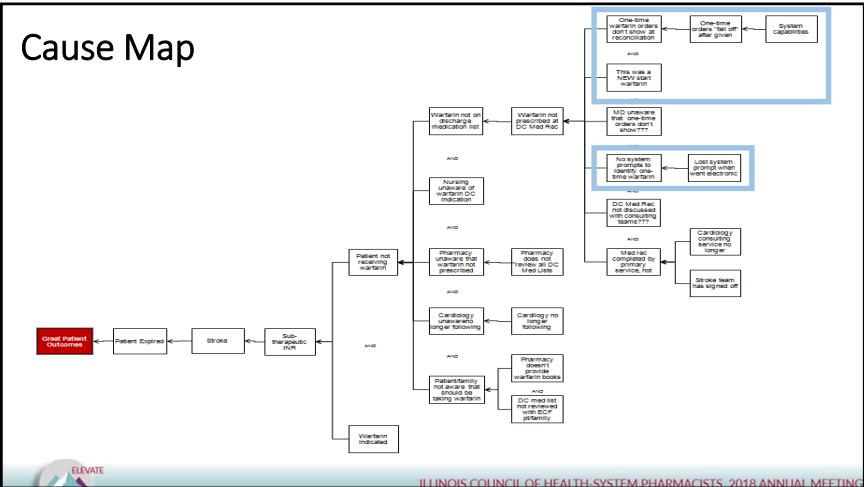 Cause Map
One-time
warfarin orders
don't show at
reconciliation
One-time
orders "fall off"
after given
System
capabilities
AND
This was a
NEW start
warfarin
Warfarin not on
discharge
medication list
Warfarin not
prescribed at
DC Med Rec
MD unaware
that one-time
orders don't
show???
AND
No system
prompts to
identify one-
time warfarin
Lost system
prompt when
went electronic
AND
Nursing
unaware of
warfarin DC
indication
DC Med Rec
not discussed
with consulting
teams???
AND
AND
Cardiology
consulting
service no
longer
Patient not
receiving
warfarin
Pharmacy
unaware that
warfarin not
prescribed
Pharmacy
does not
review all DC
Med Lists
Med rec
completed by
primary
service, not
Stroke team
has signed off
AND
Cardiology
unawareno
longer following
Cardilogy no
longer
following
Great Patient
Outcomes
Patient Expired
Stroke
Sub-
therapeutic
INR
AND
AND
Patient/family
not aware that
should be
taking warfarin
Pharmacy
doesn't
provide
warfarin books
AND
DC med list
not reviewed
with ECF
pt/family
Warfarin
Indicated
ELEVATE
ILLINOIS COUNCIL OF HEALTH-SYSTEM PHARMACISTS 2018 ANNUAL MEETING